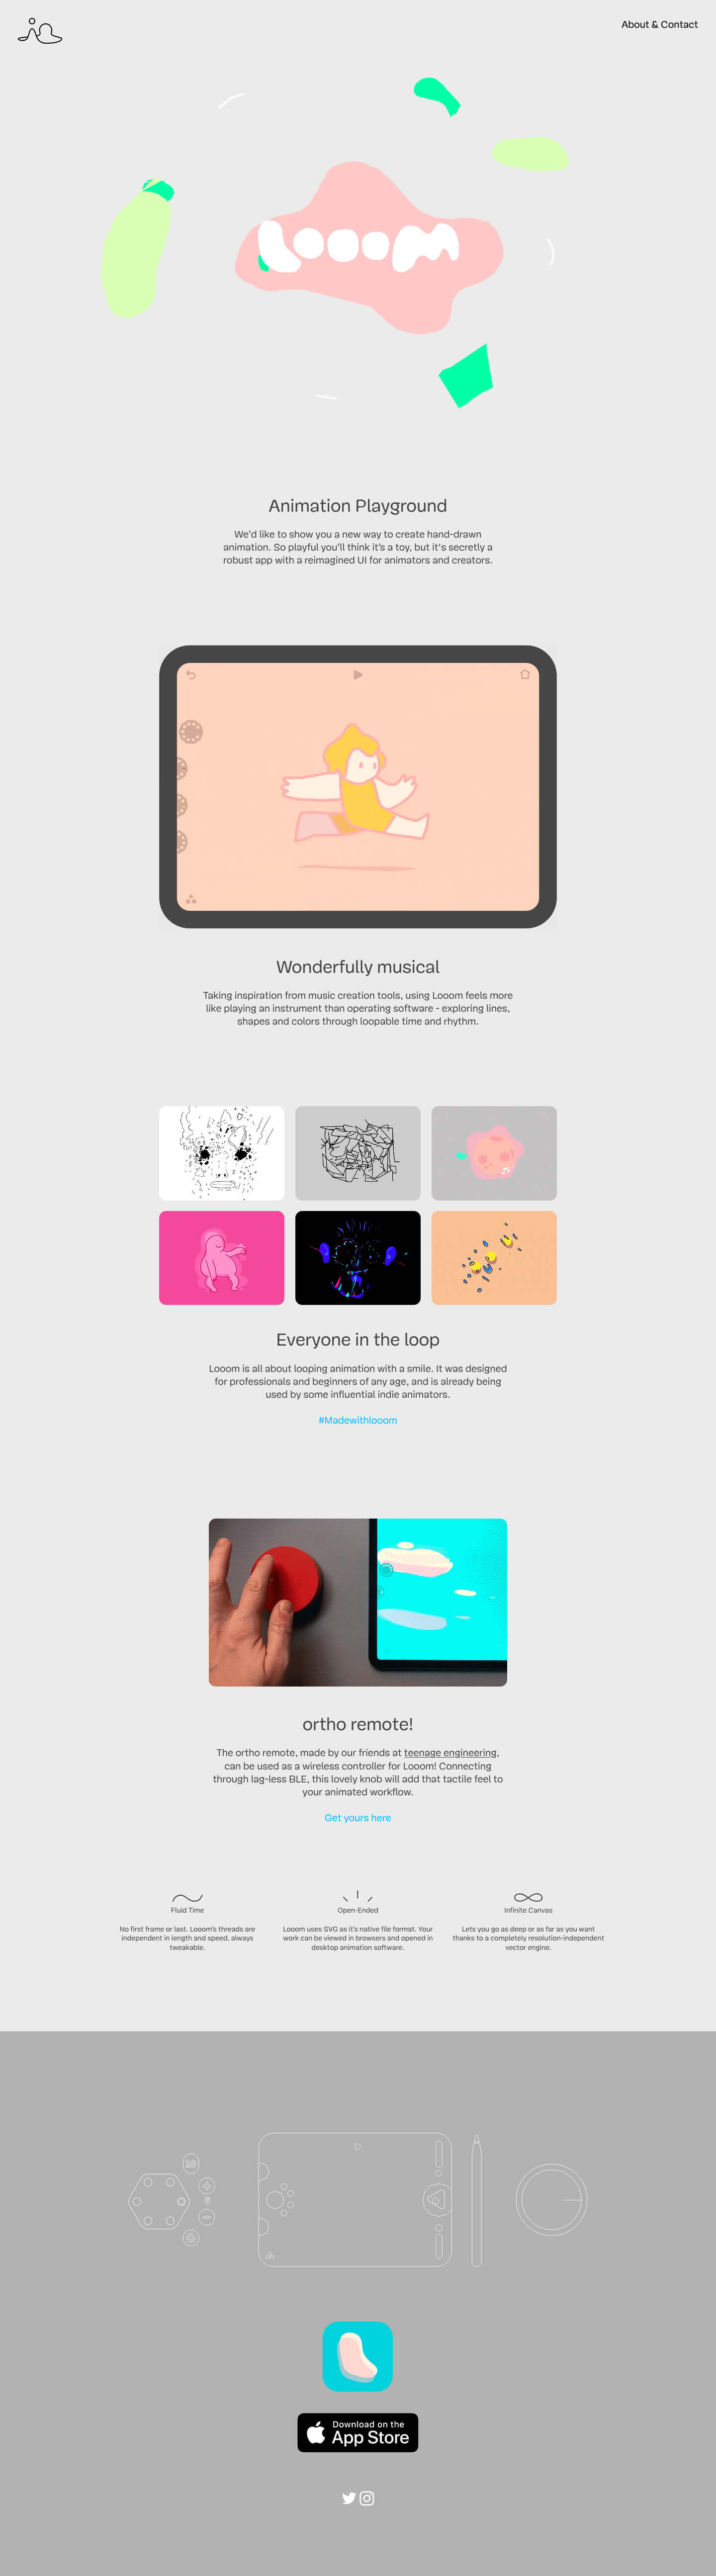 About & Contact
Looom
Animation Playground
We'd like to show you a new way to create hand-drawn
animation. So playful you'll think it's a toy, but it's secretly a
robust app with a reimagined UI for animators and creators.
Wonderfully musical
Taking inspiration from music creation tools, using Looom feels more
like playing an instrument than operating software - exploring lines,
shapes and colors through loopable time and rhythm.
Everyone in the loop
Looom is all about looping animation with a smile. It was designed
for professionals and beginners of any age, and is already being
used by some influential indie animators.
#Madewithlooom
ortho remote!
The ortho remote, made by our friends at teenage engineering,
can be used as a wireless controller for Looom! Connecting
through lag-less BLE, this lovely knob will add that tactile feel to
your animated workflow.
Get yours here
Fluid Time
No first frame or last. Looom's threads are
independent in length and speed, always
tweakable.
Open-Ended
Looom uses SVG as it's native file format. Your
work can be viewed in browsers and opened in
desktop animation software.
Infinite Canvas
Lets you go as deep or as far as you want
thanks to a completely resolution-independent
vector engine.
Download on the
App Store